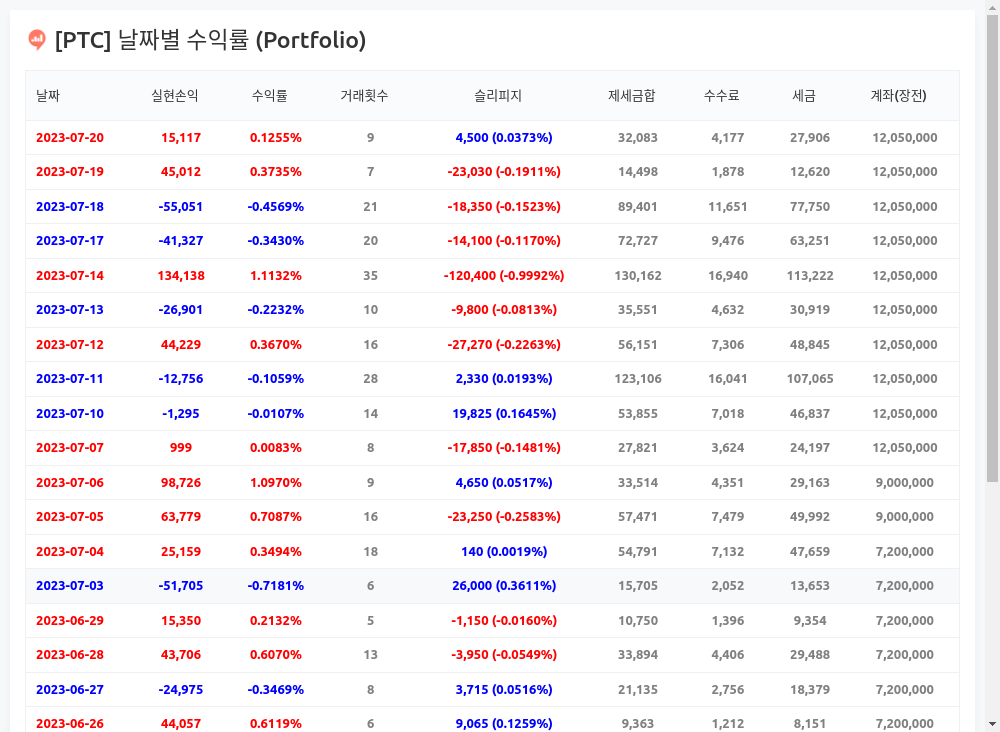 [PTC] 날짜별 수익률 (Portfolio)
날짜 실현손익 수익률 거래횟수 슬리피지 제세금합 수수료 세금 계좌(장전)
2023-07-20 15,117 0.1255% 9 4,500 (0.0373%) 32,083 4,177 27,906 12,050,000
2023-07-19 45,012 0.3735% 7 -23,030 (-0.1911%) 14,498 1,878 12,620 12,050,000
2023-07-18 -55,051 -0.4569% 21 -18,350 (-0.1523%) 89,401 11,651 77,750 12,050,000
2023-07-17 -41,327 -0.3430% 20 -14,100 (-0.1170%) 72,727 9,476 63,251 12,050,000
2023-07-14 134,138 1.1132% 35 -120,400 (-0.9992%) 130,162 16,940 113,222 12,050,000
2023-07-13 -26,901 -0.2232% 10 -9,800 (-0.0813%) 35,551 4,632 30,919 12,050,000
2023-07-12 44,229 0.3670% 16 -27,270 (-0.2263%) 56,151 7,306 48,845 12,050,000
2023-07-11 -12,756 -0.1059% 28 2,330 (0.0193%) 123,106 16,041 107,065 12,050,000
2023-07-10 -1,295 -0.0107% 14 19,825 (0.1645%) 53,855 7,018 46,837 12,050,000
2023-07-07 999 0.0083% 8 -17,850 (-0.1481%) 27,821 3,624 24,197 12,050,000
2023-07-06 98,726 1.0970% 9 4,650 (0.0517%) 33,514 4,351 29,163 9,000,000
2023-07-05 63,779 0.7087% 16 -23,250 (-0.2583%) 57,471 7,479 49,992 9,000,000
2023-07-04 25,159 0.3494% 18 140 (0.0019%) 54,791 7,132 47,659 7,200,000
2023-07-03 -51,705 -0.7181% 6 26,000 (0.3611%) 15,705 2,052 13,653 7,200,000
2023-06-29 15,350 0.2132% 5 -1,150 (-0.0160%) 10,750 1,396 9,354 7,200,000
2023-06-28 43,706 0.6070% 13 -3,950 (-0.0549%) 33,894 4,406 29,488 7,200,000
2023-06-27 -24,975 -0.3469% 8 3,715 (0.0516%) 21,135 2,756 18,379 7,200,000
2023-06-26 44,057 0.6119% 6 9,065 (0.1259%) 9,363 1,212 8,151 7,200,000